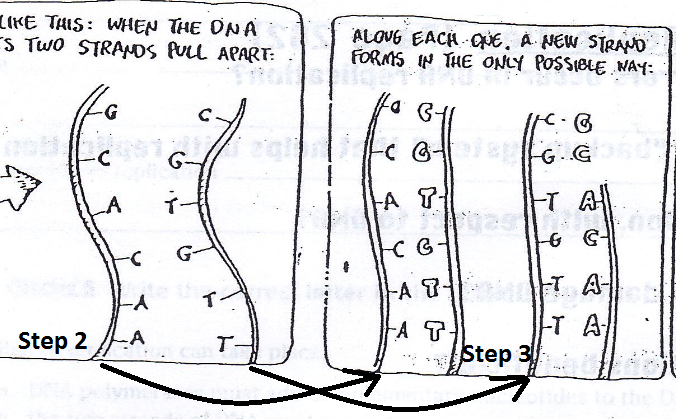 LIKE THIS: WHEN THE DNA
TS TWO STRANDS PULL APART:
G C
C G
A T
C G
A T
A T
Step 2
ALONG EACH ONE, A NEW STRAND
FORMS IN THE ONLY POSSIBLE WAY:
G C C G
C G G C
A T T A
C G G C
A T T A
A T T A
Step 3